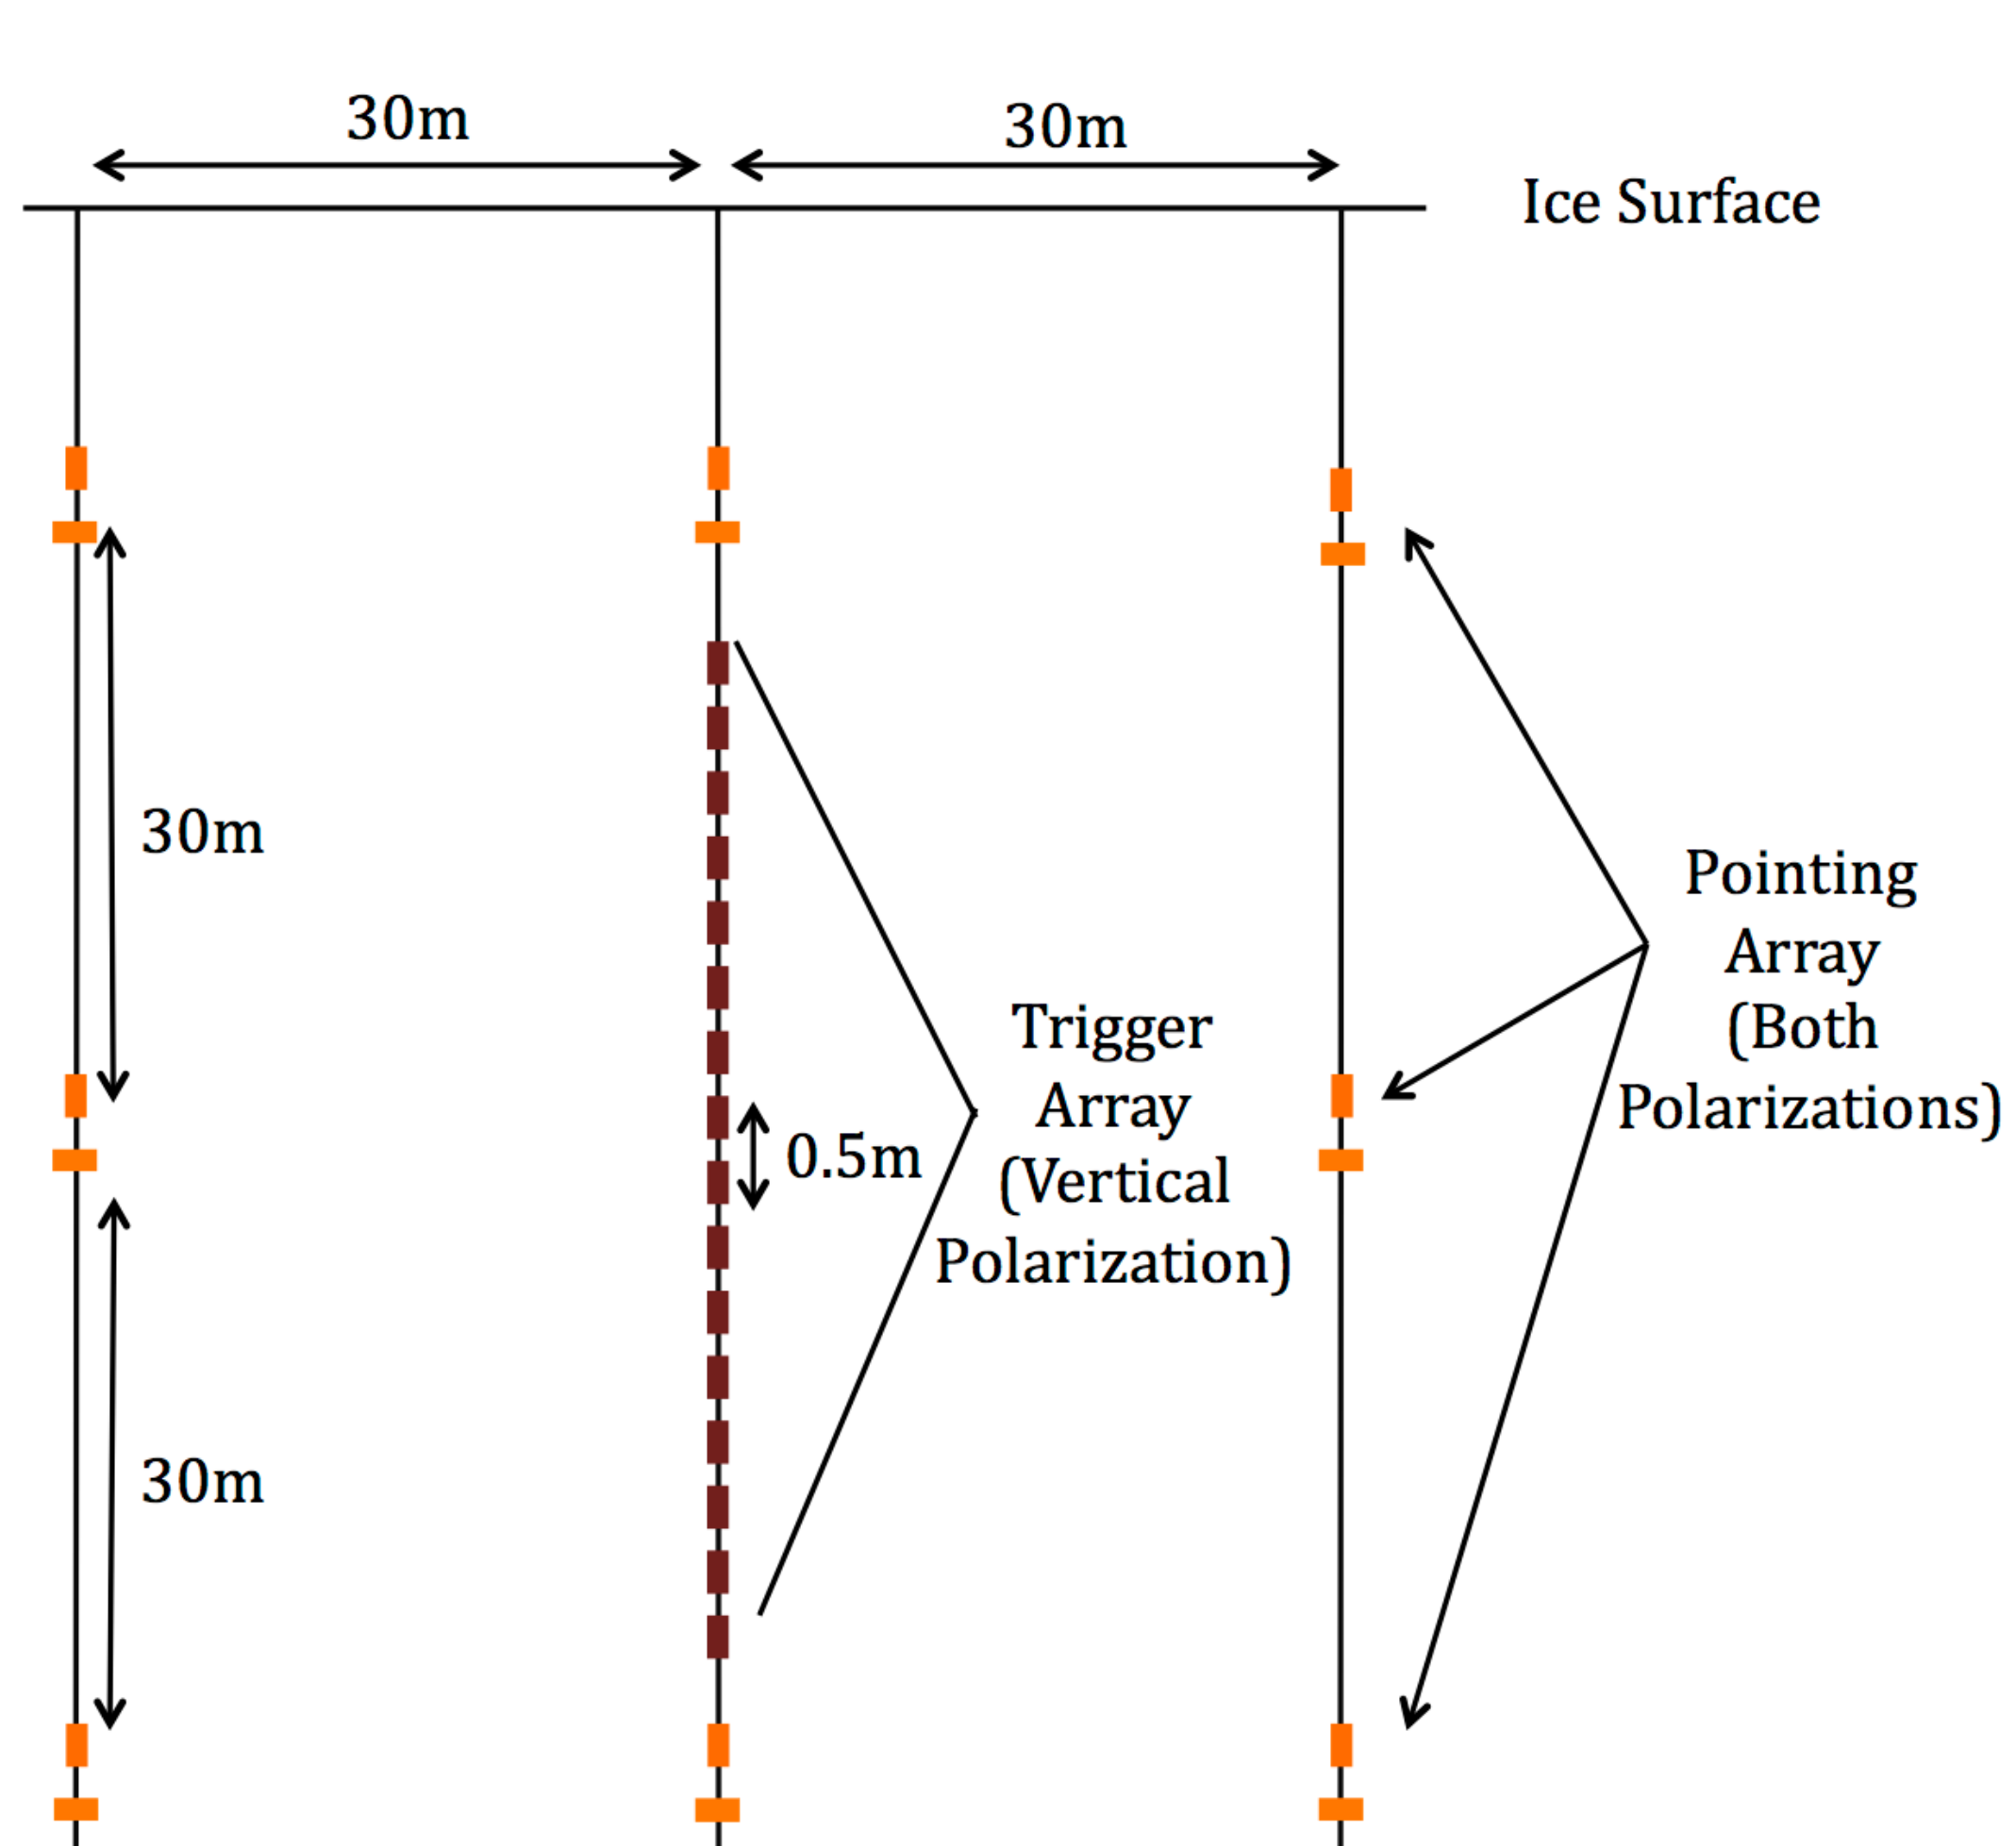 30m
30m
Ice Surface
30m
Pointing
Array
(Both
Polarizations)
Trigger
Array
(Vertical
Polarization)
0.5m
30m